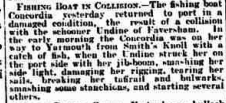 FISHING BOAT IN COLLISION.—The fishing boat
Concordia yesterday returned to port in a
damaged condition, the result of a collision
with the schooner Undine of Faversham. In
the early morning the Concordia was on her
way to Yarmouth from Smith's Knoll with a
catch of fish, when the Undine struck her on
the port side with her jib-boom, smashing her
side light, damaging her rigging, tearing her
sails, breaking her taffrail and bulwarks,
smashing some stanchions, and starting several
others.